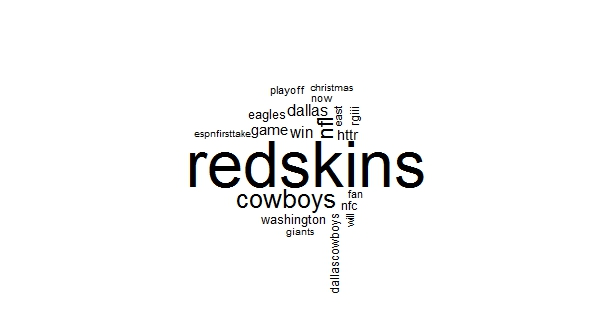 playoff christmas
now
eagles dallas nfl east rgiii
espnfirsttake game win httr
redskins
cowboys fan
nfc
washington will
giants
dallascowboys